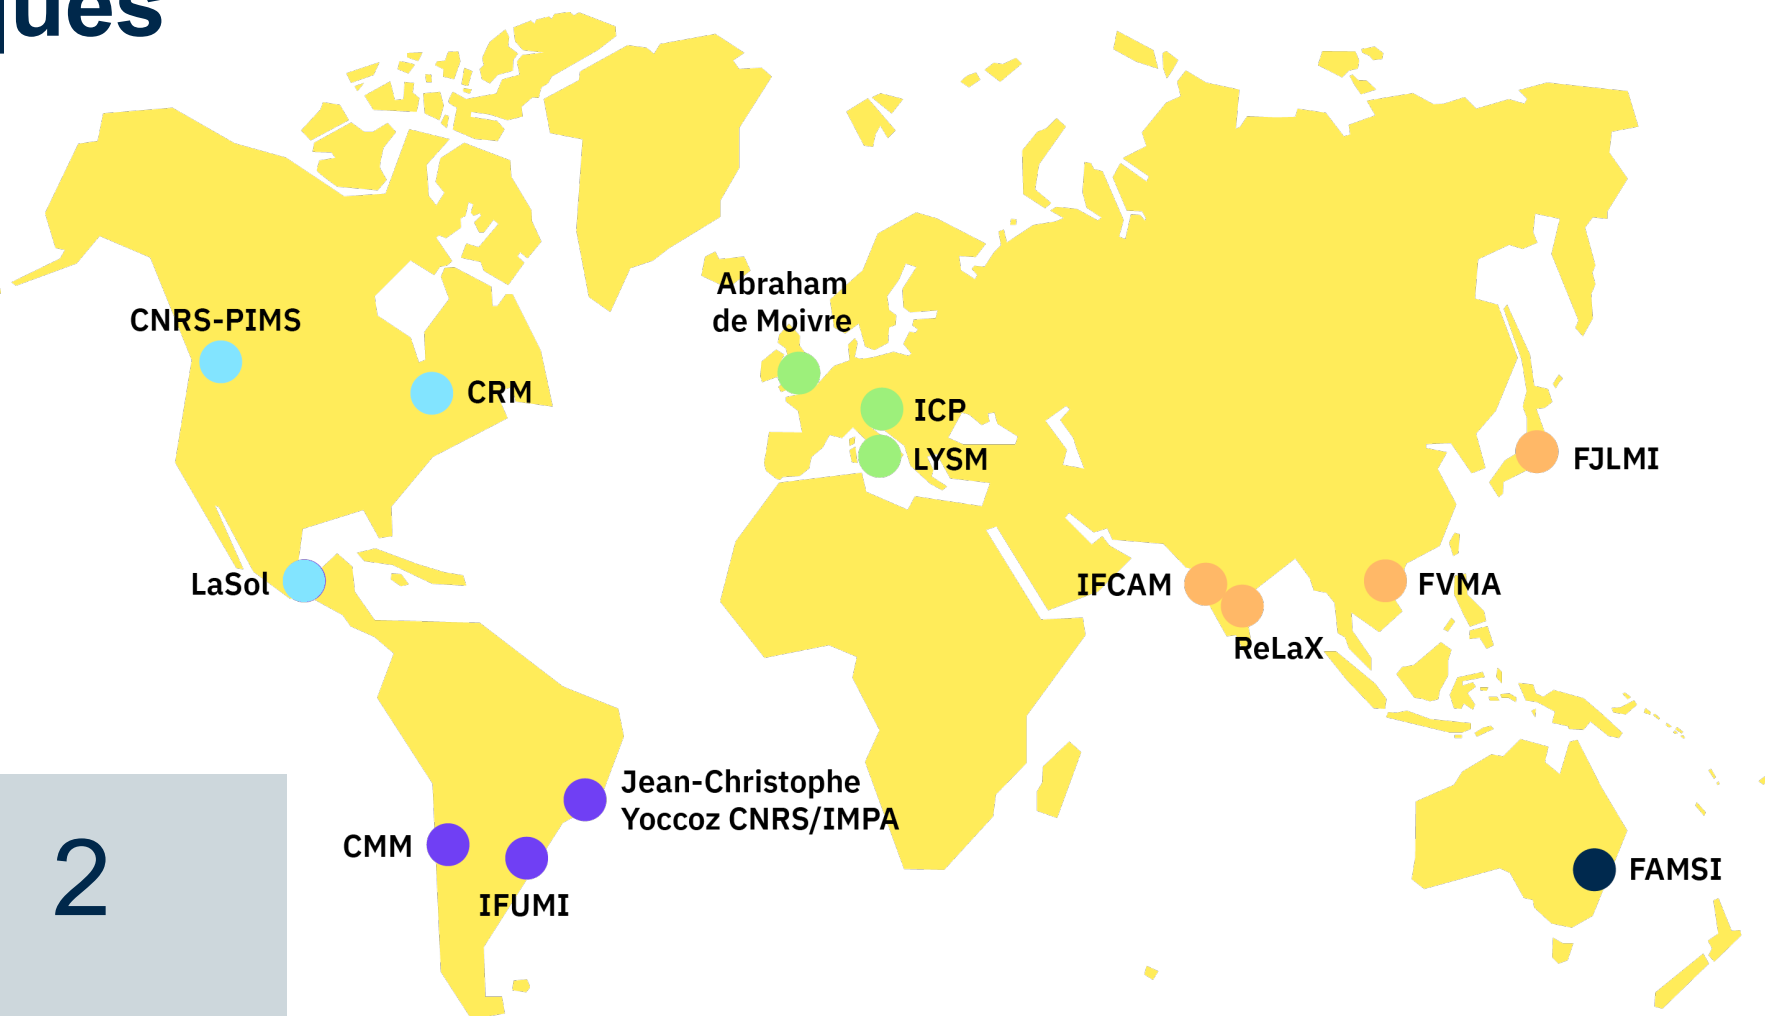 ques
Abraham
de Moivre
CNRS-PIMS
CRM
ICP
LYSM
FJLMI
LaSol
IFCAM
FVMA
ReLaX
Jean-Christophe
Yoccoz CNRS/IMPA
CMM
IFUMI
FAMSI
2